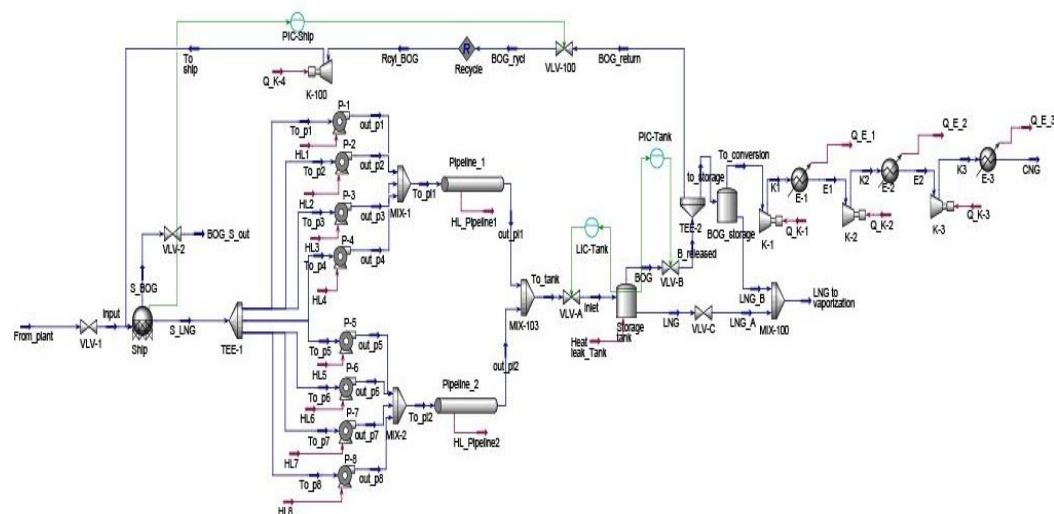 PIC-Ship
To ship
Q_K-4
K-100
Rcyl_BOG
Recycle
BOG_rycl
VLV-100
BOG_return
P-1
To_p1
out_p1
HL1
P-2
To_p2
out_p2
HL2
P-3
To_p3
out_p3
HL3
P-4
To_p4
out_p4
HL4
MIX-1
To_pl1
Pipeline_1
HL_Pipeline1
out_pl1
PIC-Tank
LIC-Tank
to_storage
To_conversion
TEE-2
BOG_storage
B_released
K1
Q_E_1
E-1
E1
K-1
Q_K-1
K2
Q_E_2
E-2
E2
K-2
Q_K-2
K3
Q_E_3
E-3
CNG
K-3
Q_K-3
BOG_S_out
VLV-2
S_BOG
From_plant
VLV-1
Input
Ship
S_LNG
TEE-1
To_tank
MIX-103
VLV-A
Inlet
BOG
VLV-B
Storage tank
Heat leak_Tank
LNG
VLV-C
LNG_A
LNG_B
MIX-100
LNG to vaporization
P-5
To_p5
out_p5
HL5
P-6
To_p6
out_p6
HL6
P-7
To_p7
out_p7
HL7
P-8
To_p8
out_p8
HL8
MIX-2
To_pl2
Pipeline_2
HL_Pipeline2
out_pl2